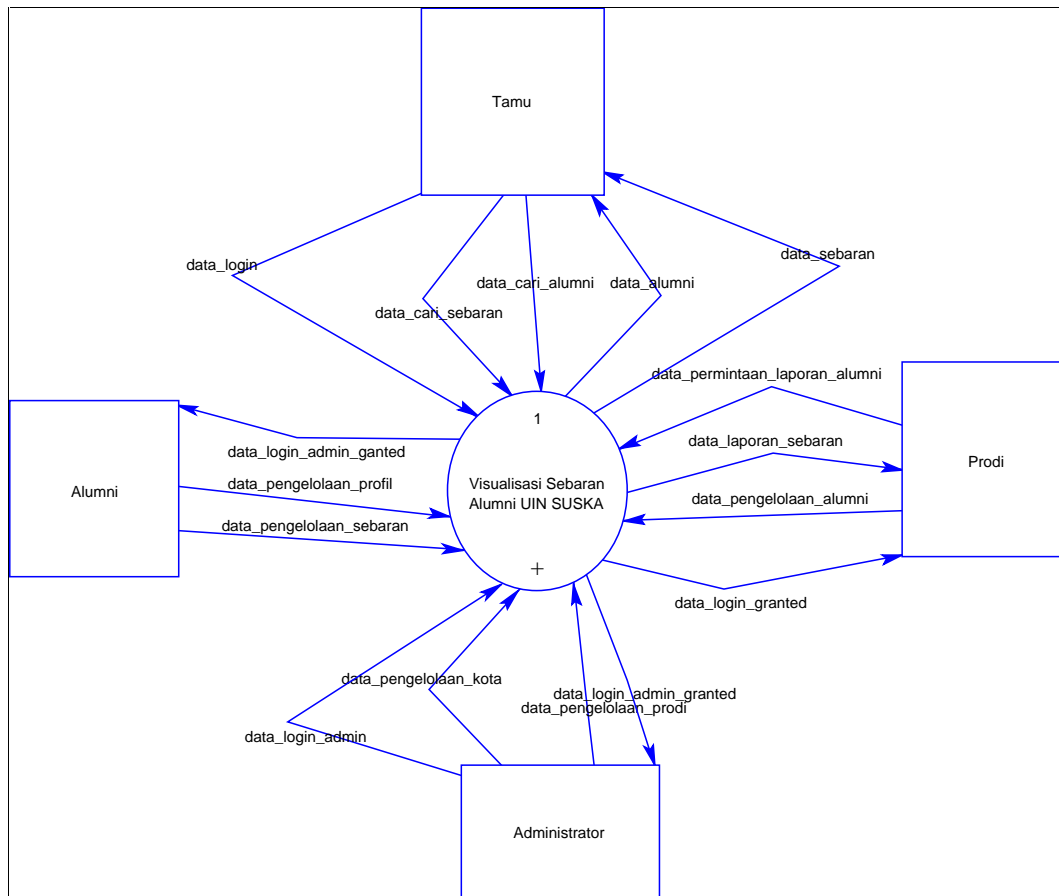 Tamu
data_login
data_sebaran
data_cari_alumni
data_alumni
data_cari_sebaran
data_permintaan_laporan_alumni
1
data_login_admin_ganted
data_laporan_sebaran
Alumni
data_pengelolaan_profil
Visualisasi Sebaran
Alumni UIN SUSKA
Prodi
data_pengelolaan_alumni
data_pengelolaan_sebaran
+
data_login_granted
data_pengelolaan_kota
data_login_admin_granted
data_pengelolaan_prodi
data_login_admin
Administrator